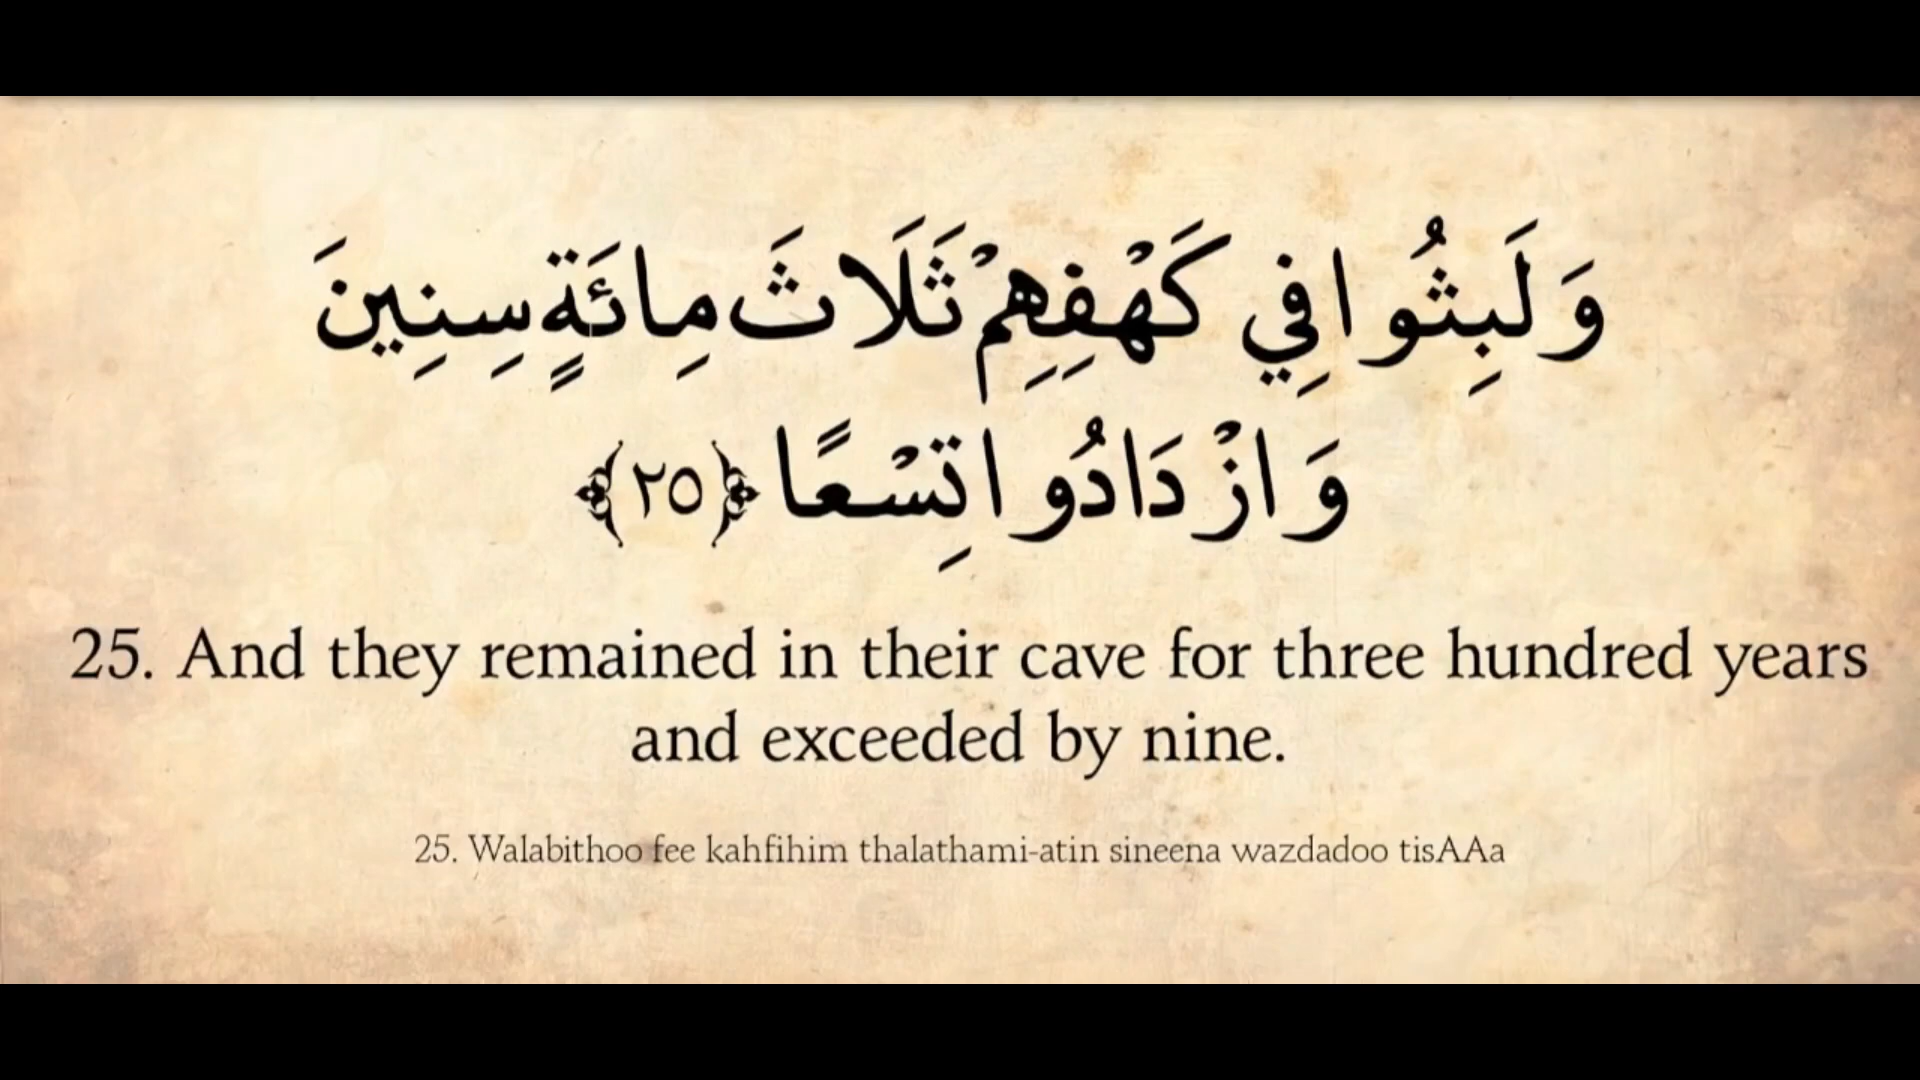 وَلَبِثُوا فِي كَهْفِهِمْ ثَلَاثَ مِائَةٍ سِنِينَ
وَازْدَادُوا تِسْعًا ﴿٢٥﴾
25. And they remained in their cave for three hundred years
and exceeded by nine.
25. Walabithoo fee kahfihim thalathami-atin sineena wazdadoo tisAAa